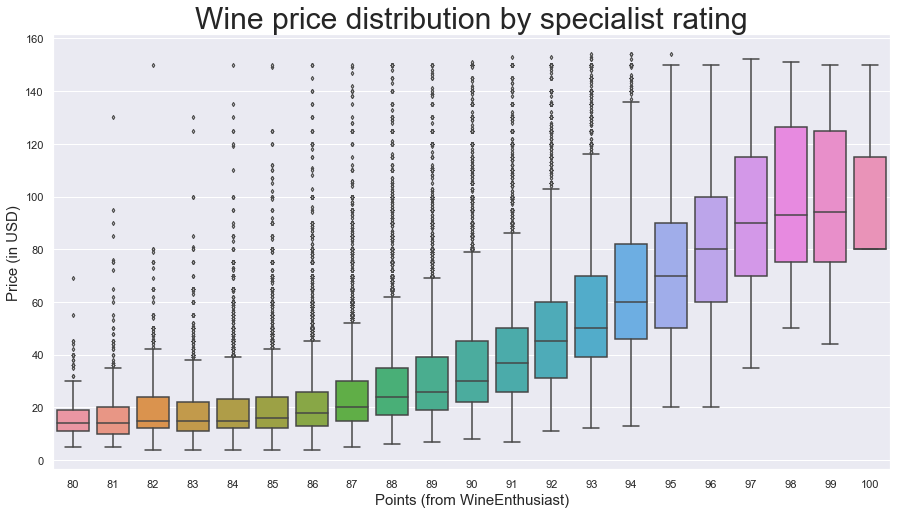 Wine price distribution by specialist rating
160
140
120
100
80
60
40
20
0
Price (in USD)
80 81 82 83 84 85 86 87 88 89 90 91 92 93 94 95 96 97 98 99 100
Points (from WineEnthusiast)